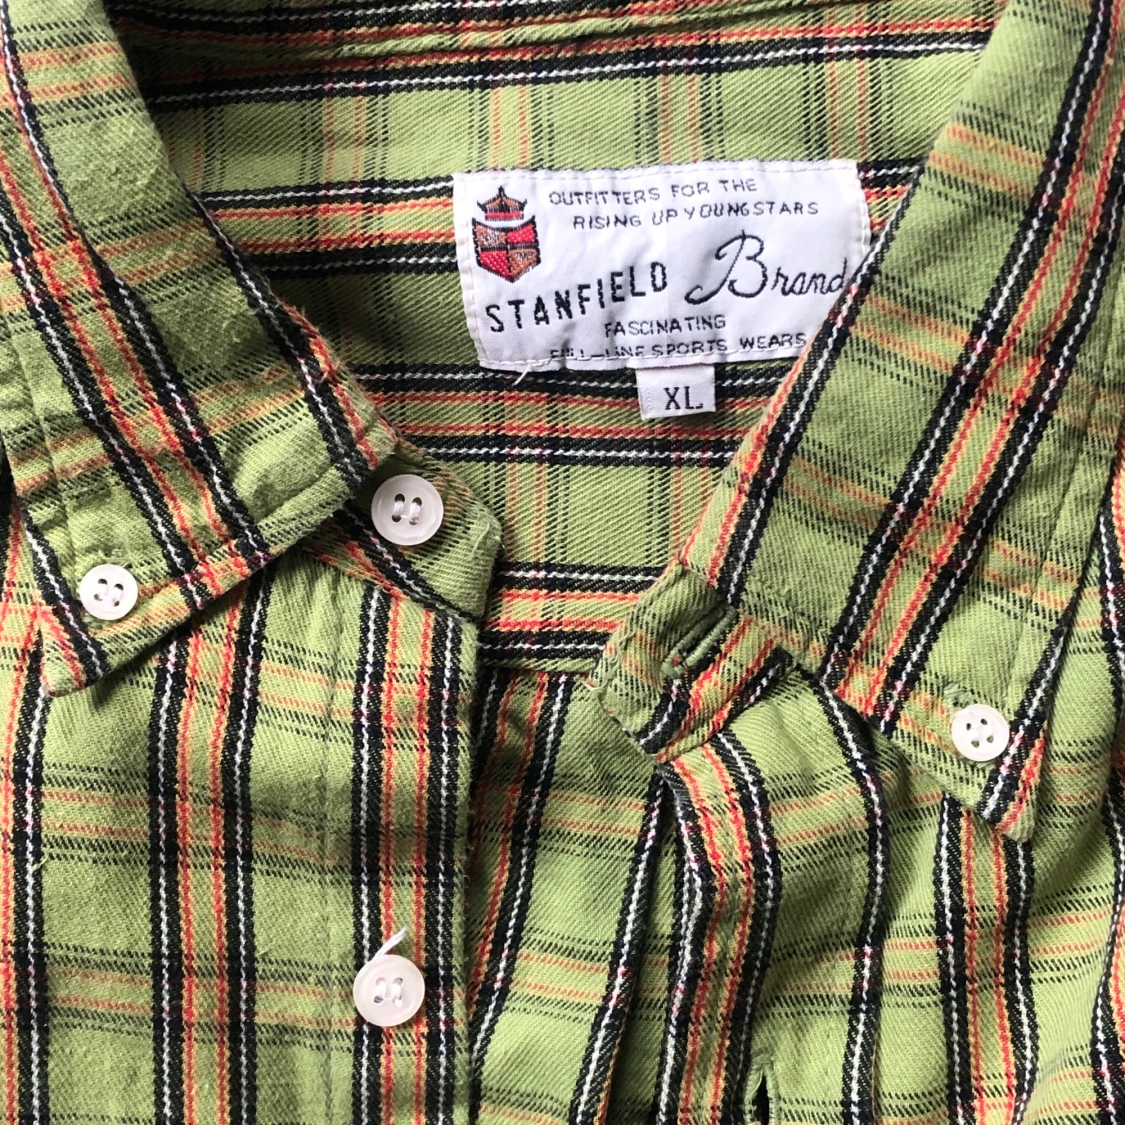 OUTFITTERS FOR THE
RISING UP YOUNGSTARS
STANFIELD Brand
FASCINATING
FULL-LINE SPORTS WEARS
XL